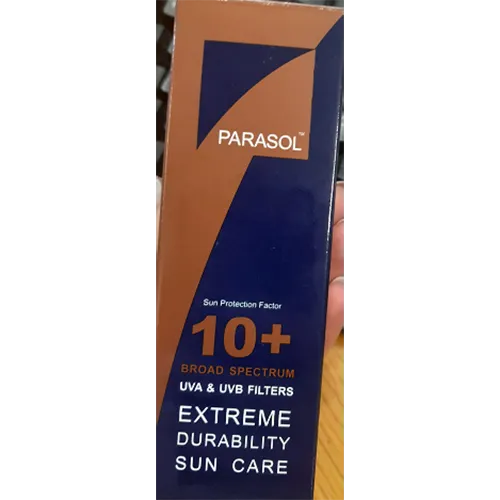 PARASOL™
Sun Protection Factor
10+
BROAD SPECTRUM
UVA & UVB FILTERS
EXTREME
DURABILITY
SUN CARE